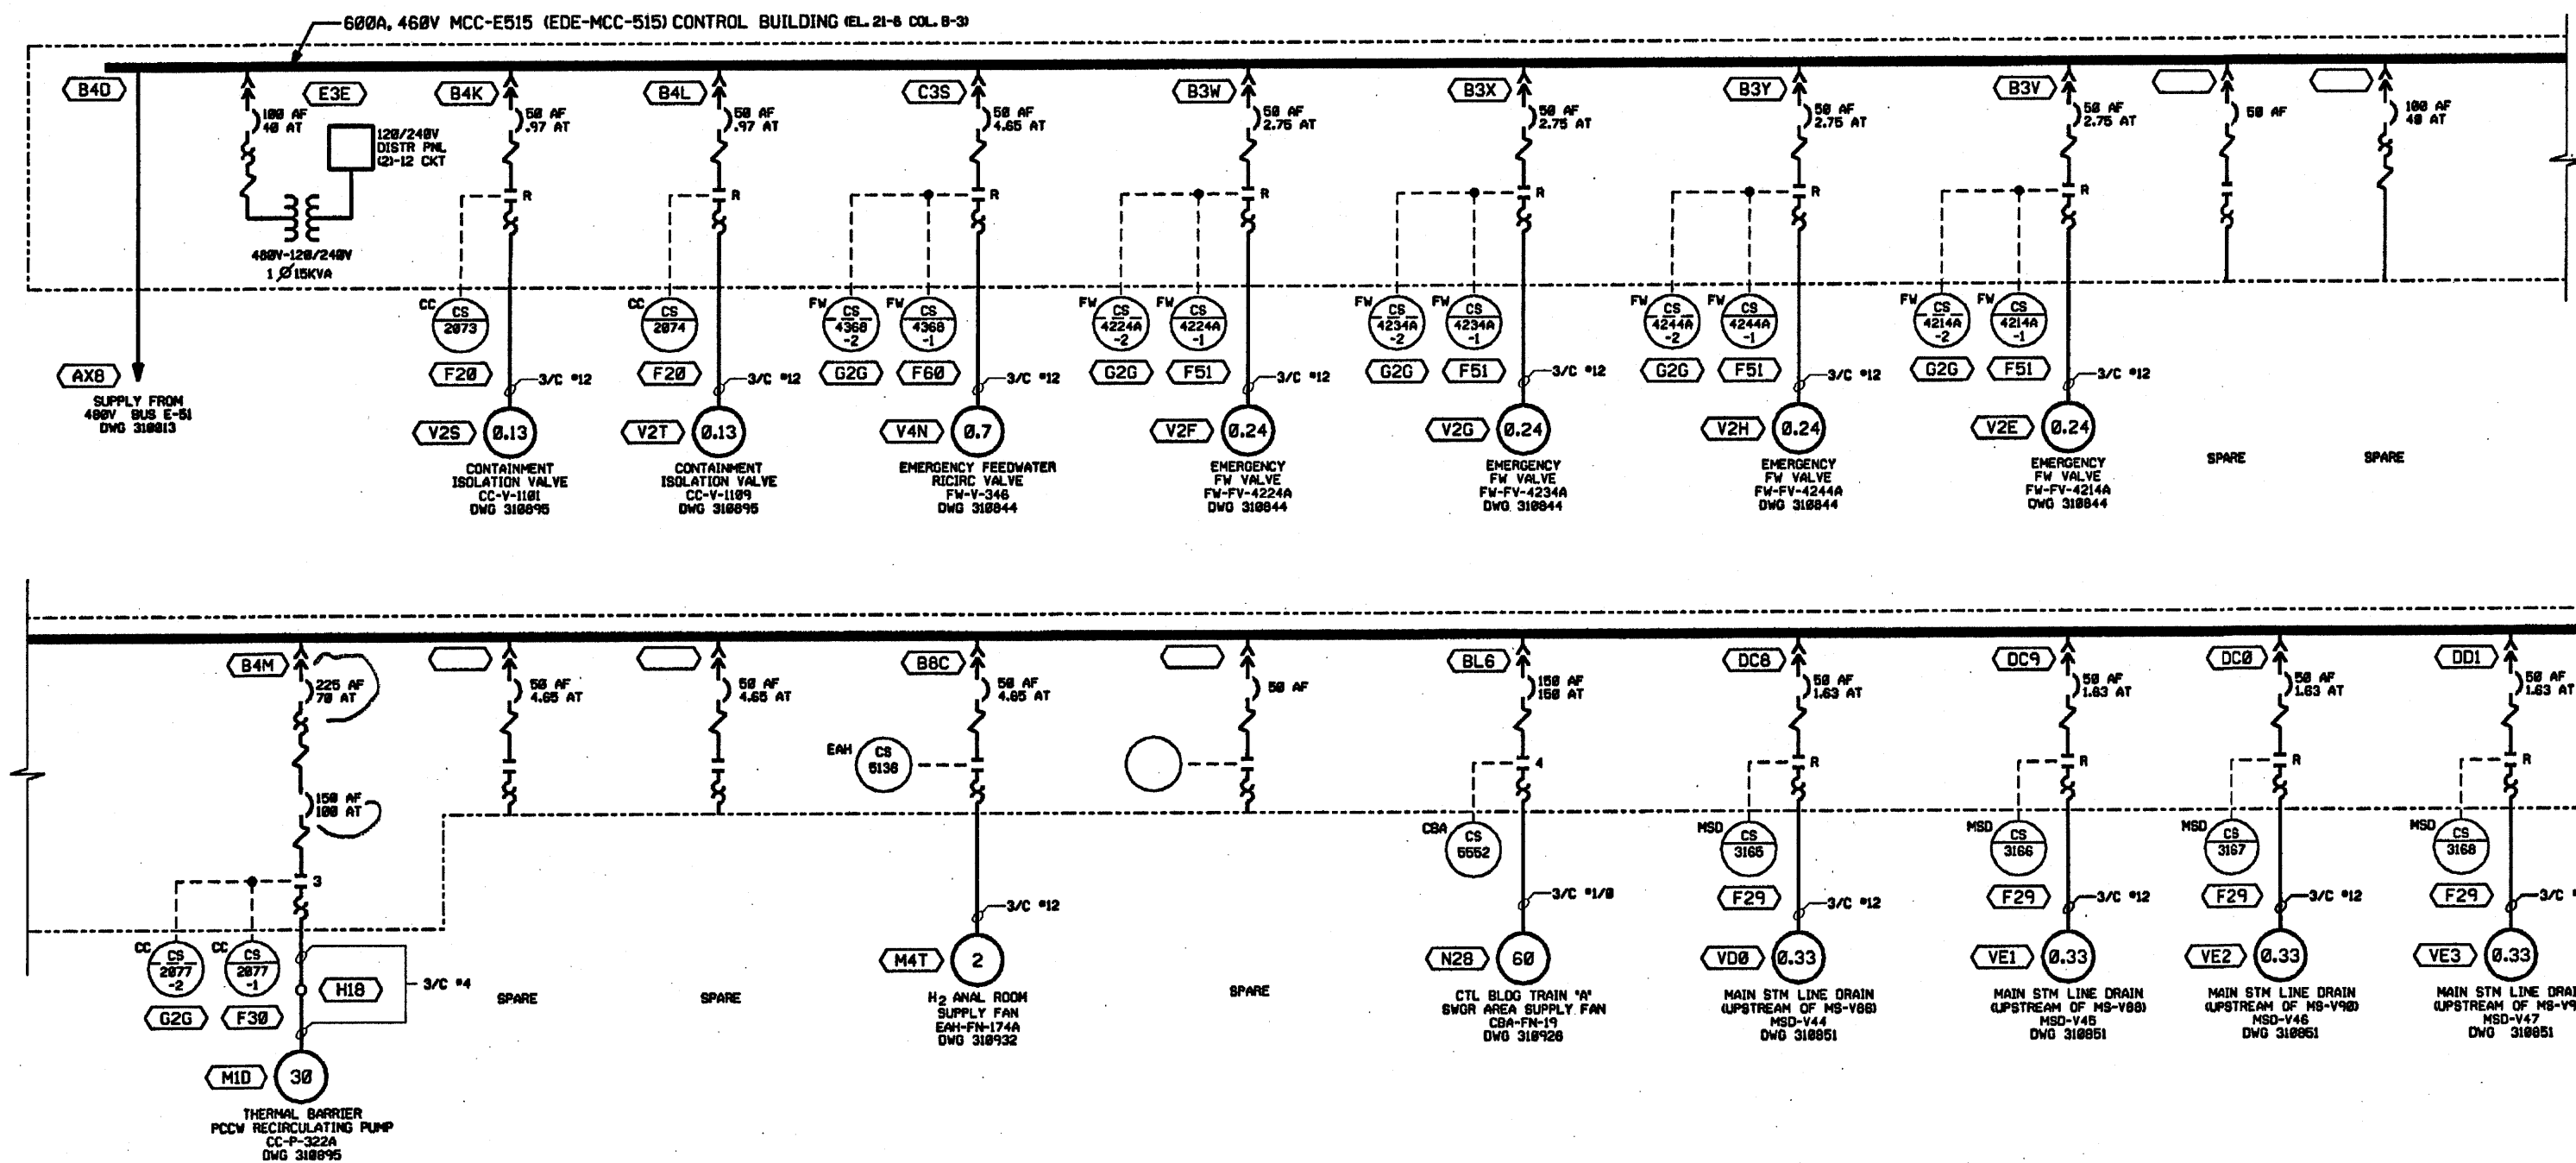 600A, 460V MCC-E515 (EDE-MCC-515) CONTROL BUILDING (EL. 21-6 COL. B-3)
B4D
E3E
100 AF
40 AT
120/240V
DISTR PNL
(2)-12 CKT
480V-120/240V
1 Ø 15KVA
AX8
SUPPLY FROM
480V BUS E-51
DWG 310013
B4K
50 AF
.97 AT
R
CC
CS
2073
F20
3/C #12
V2S
0.13
CONTAINMENT
ISOLATION VALVE
CC-V-1101
DWG 310895
B4L
50 AF
.97 AT
R
CC
CS
2074
F20
3/C #12
V2T
0.13
CONTAINMENT
ISOLATION VALVE
CC-V-1109
DWG 310895
C3S
50 AF
4.65 AT
R
FW
CS
4368
-2
FW
CS
4368
-1
G2G
F60
3/C #12
V4N
0.7
EMERGENCY FEEDWATER
RICIRC VALVE
FW-V-346
DWG 310844
B3W
50 AF
2.75 AT
R
FW
CS
4224A
-2
FW
CS
4224A
-1
G2G
F51
3/C #12
V2F
0.24
EMERGENCY
FW VALVE
FW-FV-4224A
DWG 310844
B3X
50 AF
2.75 AT
R
FW
CS
4234A
-2
FW
CS
4234A
-1
G2G
F51
3/C #12
V2G
0.24
EMERGENCY
FW VALVE
FW-FV-4234A
DWG 310844
B3Y
50 AF
2.75 AT
R
FW
CS
4244A
-2
FW
CS
4244A
-1
G2G
F51
3/C #12
V2H
0.24
EMERGENCY
FW VALVE
FW-FV-4244A
DWG 310844
B3V
50 AF
2.75 AT
R
FW
CS
4214A
-2
FW
CS
4214A
-1
G2G
F51
3/C #12
V2E
0.24
EMERGENCY
FW VALVE
FW-FV-4214A
DWG 310844
50 AF
SPARE
100 AF
40 AT
SPARE
B4M
225 AF
70 AT
150 AF
100 AT
3
CC
CS
2077
-2
CC
CS
2077
-1
G2G
F30
H18
3/C #4
M1D
30
THERMAL BARRIER
PCCW RECIRCULATING PUMP
CC-P-322A
DWG 310895
50 AF
4.65 AT
SPARE
50 AF
4.65 AT
SPARE
B8C
50 AF
4.65 AT
EAH
CS
5136
3/C #12
M4T
2
H2 ANAL ROOM
SUPPLY FAN
EAH-FN-174A
DWG 310932
50 AF
SPARE
BL6
150 AF
150 AT
4
CBA
CS
5552
3/C #1/0
N28
60
CTL BLDG TRAIN "A"
SWGR AREA SUPPLY FAN
CBA-FN-19
DWG 310926
DC8
50 AF
1.63 AT
R
MSD
CS
3165
F29
3/C #12
VD0
0.33
MAIN STM LINE DRAIN
(UPSTREAM OF MS-V86)
MSD-V44
DWG 310851
DC9
50 AF
1.63 AT
R
MSD
CS
3166
F29
3/C #12
VE1
0.33
MAIN STM LINE DRAIN
(UPSTREAM OF MS-V88)
MSD-V45
DWG 310851
DC0
50 AF
1.63 AT
R
MSD
CS
3167
F29
3/C #12
VE2
0.33
MAIN STM LINE DRAIN
(UPSTREAM OF MS-V90)
MSD-V46
DWG 310851
DD1
50 AF
1.63 AT
R
MSD
CS
3168
F29
3/C
VE3
0.33
MAIN STM LINE DRAI
(UPSTREAM OF MS-V9
MSD-V47
DWG 310851